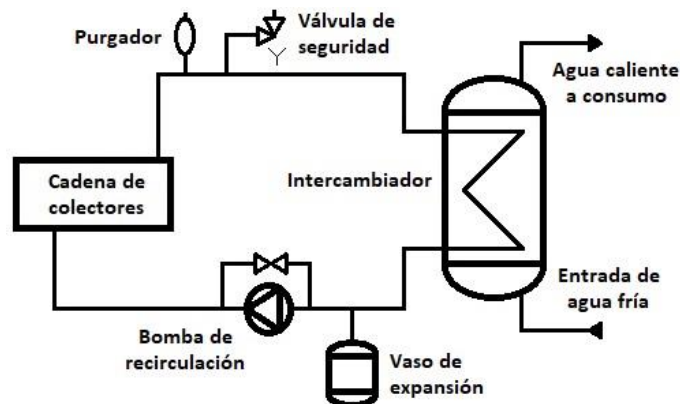 Purgador
Válvula de
seguridad
Agua caliente
a consumo
Cadena de
colectores
Intercambiador
Entrada de
agua fría
Bomba de
recirculación
Vaso de
expansión